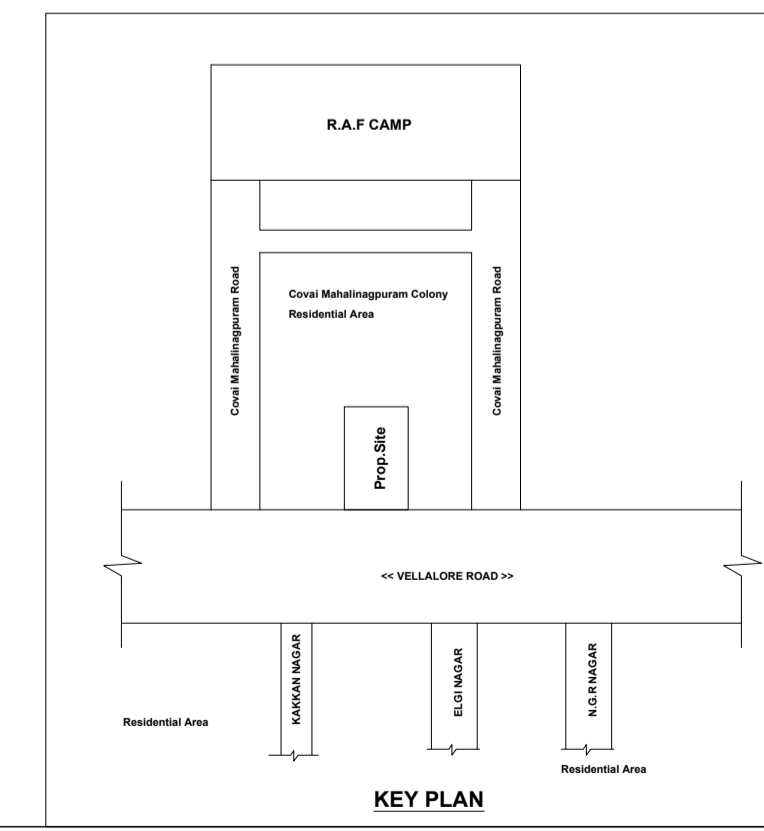 R.A.F CAMP
Covai Mahalinagpuram Road
Covai Mahalinagpuram Colony
Residential Area
Covai Mahalinagpuram Road
Prop.Site
<< VELLALORE ROAD >>
KAKKAN NAGAR
ELGI NAGAR
N.G.R NAGAR
Residential Area
Residential Area
KEY PLAN